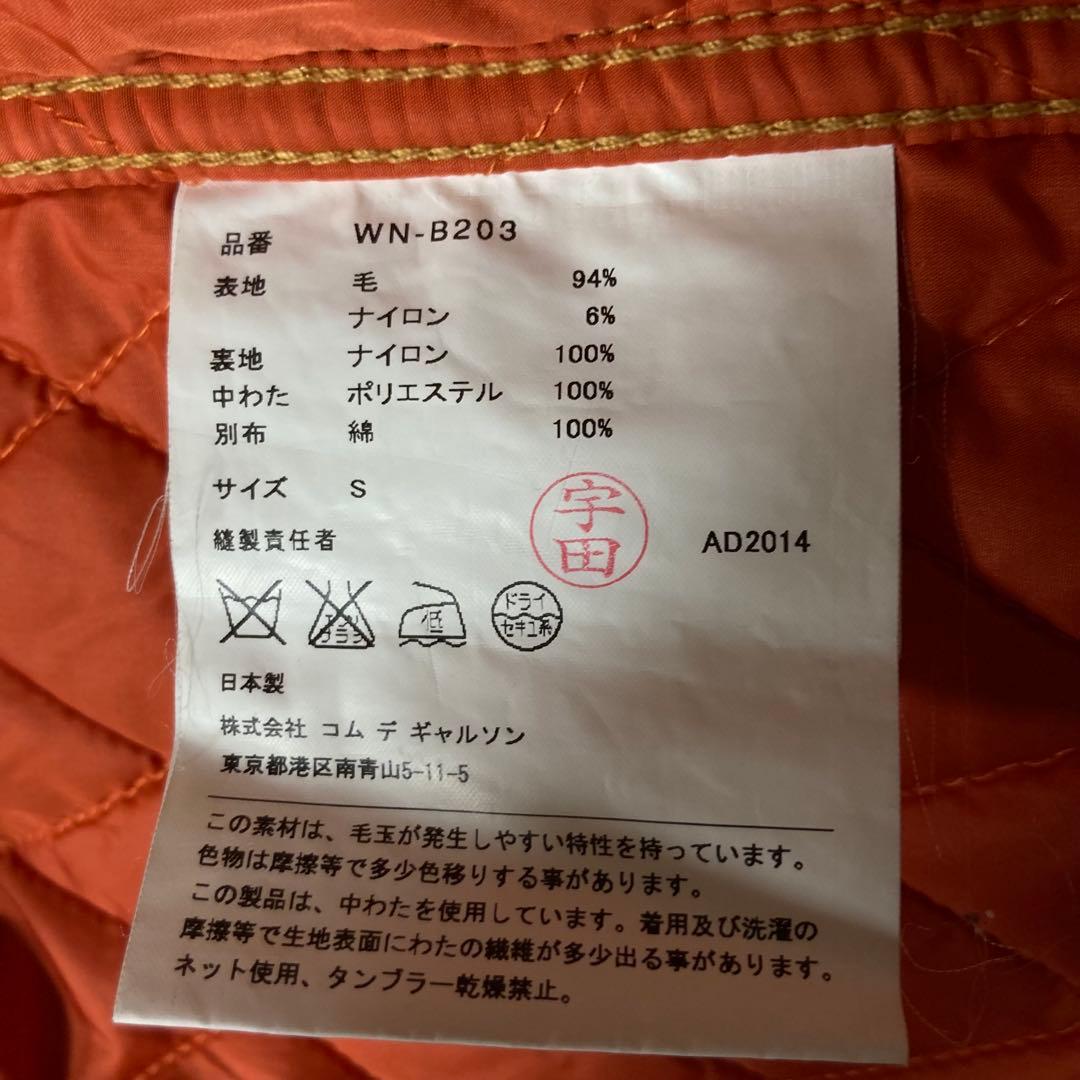 品番 WN-B203
表地 毛 94%
ナイロン 6%
裏地 ナイロン 100%
中わた ポリエステル 100%
別布 綿 100%
サイズ S
縫製責任者 宇田 AD2014
エンソ
サラシ
低
ドライ
セキユ系
日本製
株式会社 コム デ ギャルソン
東京都港区南青山5-11-5
この素材は、毛玉が発生しやすい特性を持っています。
色物は摩擦等で多少色移りする事があります。
この製品は、中わたを使用しています。着用及び洗濯の
摩擦等で生地表面にわたの繊維が多少出る事があります。
ネット使用、タンブラー乾燥禁止。